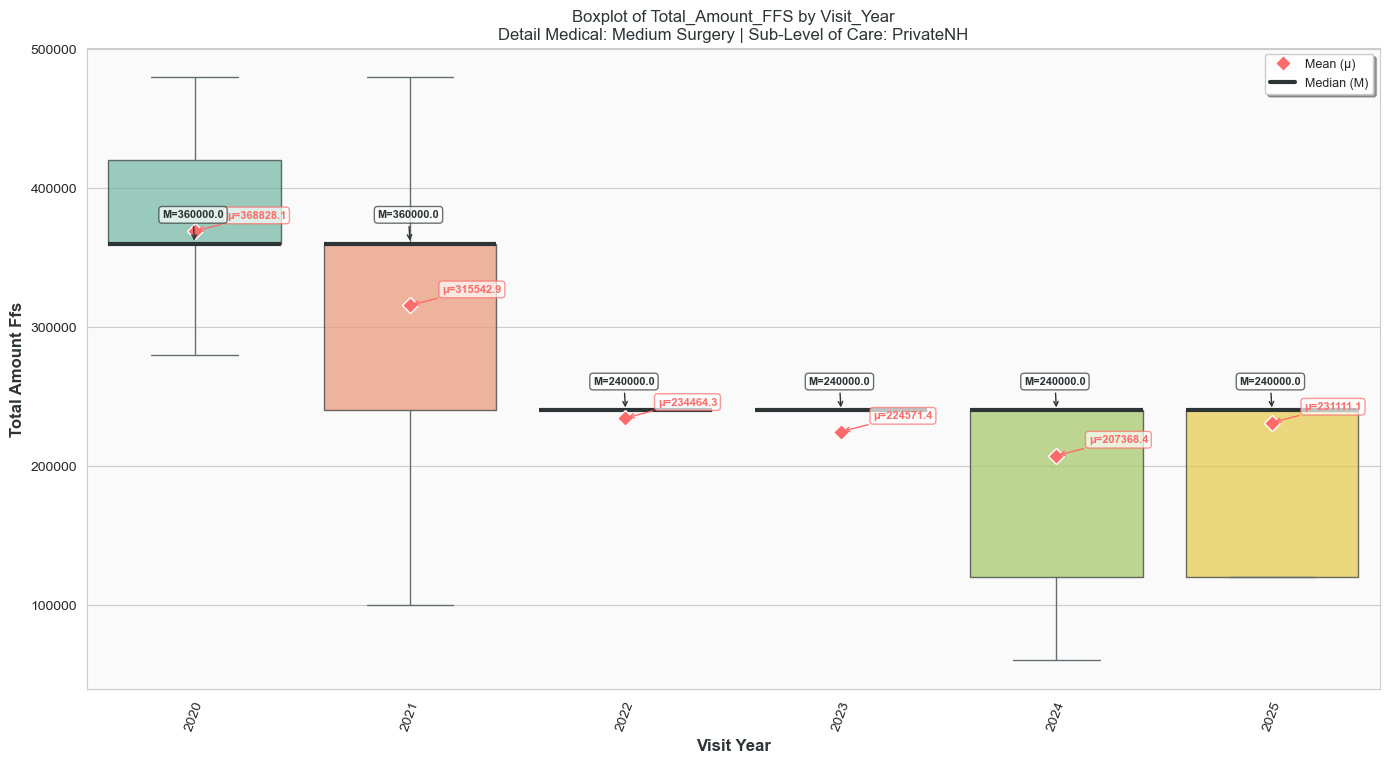 Boxplot of Total_Amount_FFS by Visit_Year
Detail Medical: Medium Surgery | Sub-Level of Care: PrivateNH
Mean (μ)
Median (M)
Total Amount Ffs
500000
400000
300000
200000
100000
M=360000.0
μ=368828.1
M=360000.0
μ=315542.9
M=240000.0
μ=234464.3
M=240000.0
μ=224571.4
M=240000.0
μ=207368.4
M=240000.0
μ=231111.1
2020
2021
2022
2023
2024
2025
Visit Year